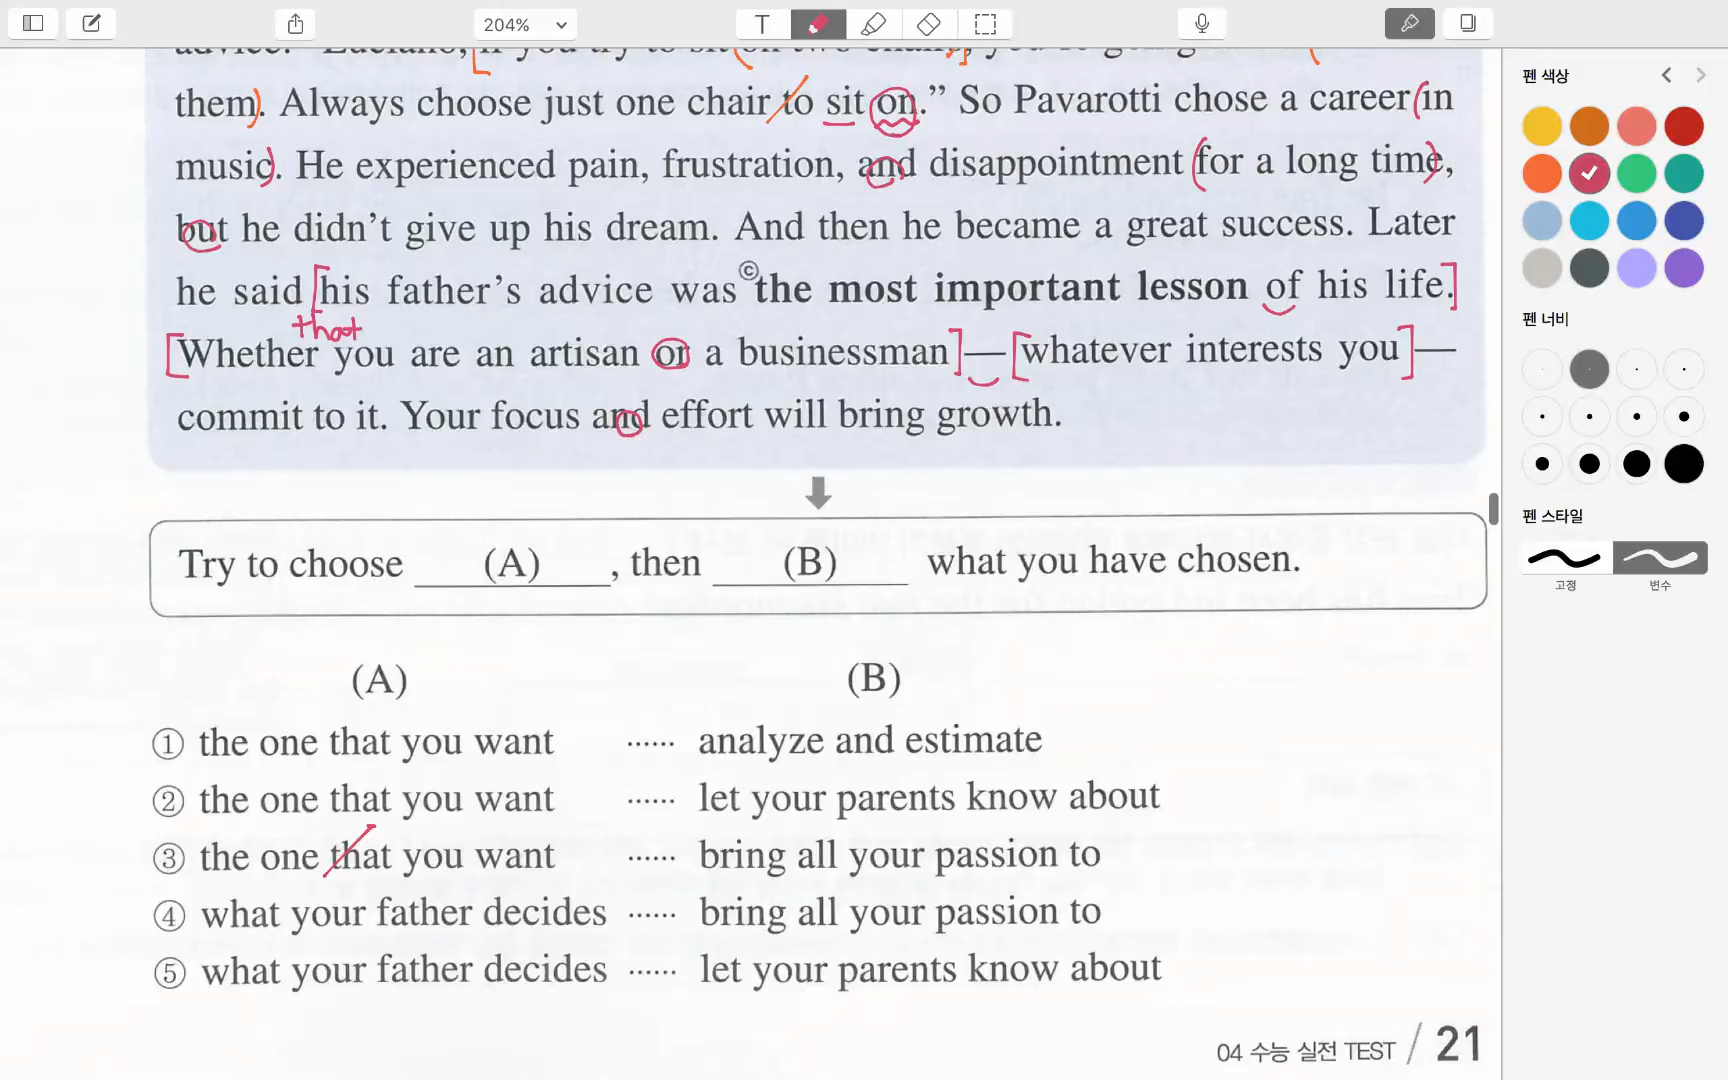 204%
T
펜 색상
them). Always choose just one chair to sit on.” So Pavarotti chose a career (in
music). He experienced pain, frustration, and disappointment (for a long time),
but he didn’t give up his dream. And then he became a great success. Later
he said [his father’s advice was ⓒthe most important lesson of his life.]
that
[Whether you are an artisan or a businessman]—[whatever interests you]—
commit to it. Your focus and effort will bring growth.
펜 너비
펜 스타일
고정 변수
Try to choose (A) , then (B) what you have chosen.
(A) (B)
① the one that you want ...... analyze and estimate
② the one that you want ...... let your parents know about
③ the one that you want ...... bring all your passion to
④ what your father decides ...... bring all your passion to
⑤ what your father decides ...... let your parents know about
04 수능 실전 TEST / 21